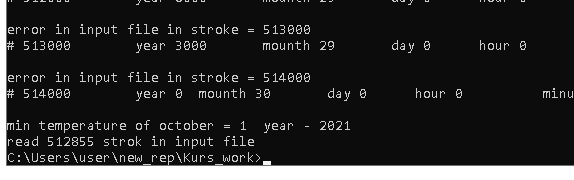 error in input file in stroke = 513000
# 513000 year 3000 mounth 29 day 0 hour 0
error in input file in stroke = 514000
# 514000 year 0 mounth 30 day 0 hour 0 minu
min temperature of october = 1 year - 2021
read 512855 strok in input file
C:\Users\user\new_rep\Kurs_work>